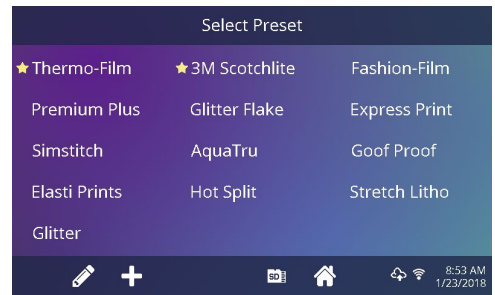 Select Preset
Thermo-Film 3M Scotchlite Fashion-Film
Premium Plus Glitter Flake Express Print
Simstitch AquaTru Goof Proof
Elasti Prints Hot Split Stretch Litho
Glitter
SD 8:53 AM
1/23/2018